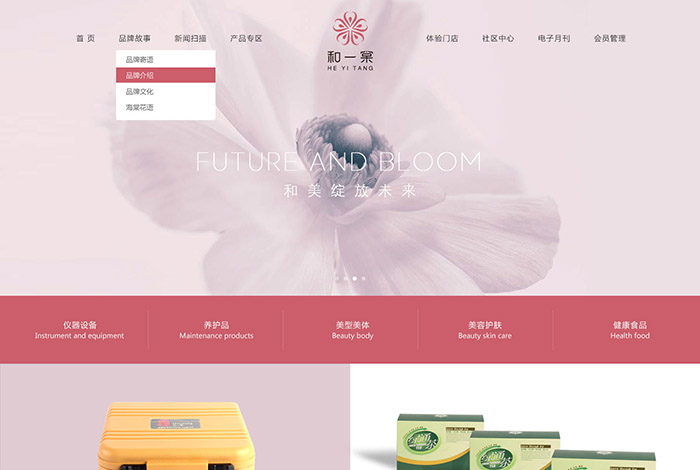 首 页
品牌故事
新闻扫描
产品专区
和一棠
HE YI TANG
体验门店
社区中心
电子月刊
会员管理
品牌寄语
品牌介绍
品牌文化
海棠花语
FUTURE AND BLOOM
和美绽放未来
仪器设备
Instrument and equipment
养护品
Maintenance products
美型美体
Beauty body
美容护肤
Beauty skin care
健康食品
Health food